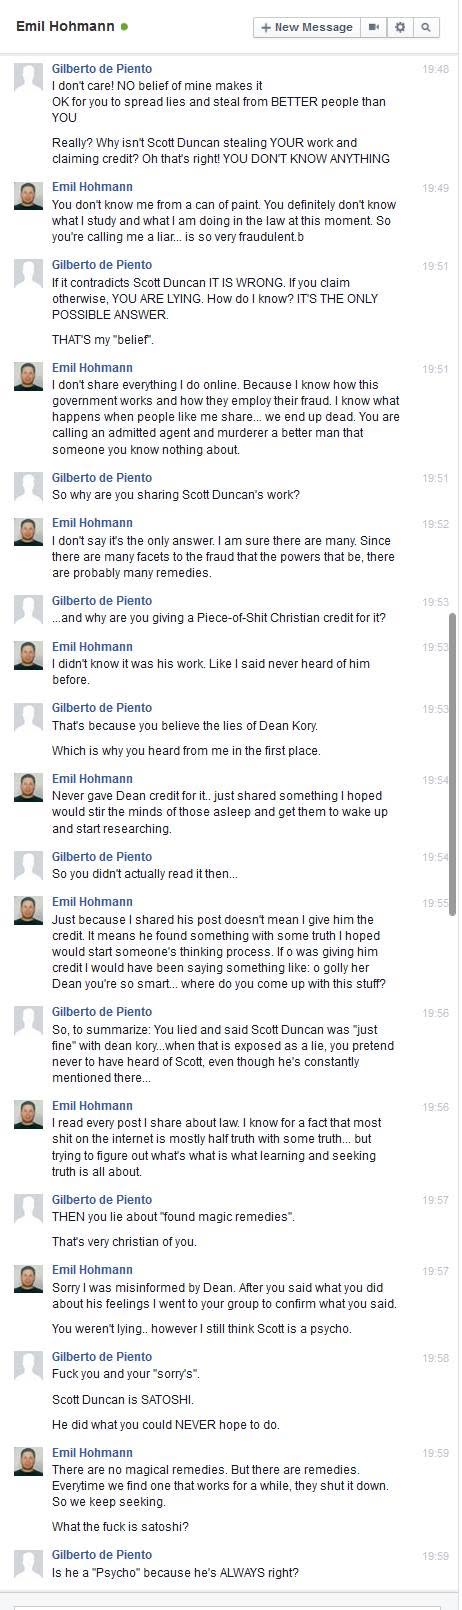 Emil Hohmann
+ New Message
Gilberto de Piento
19:48
I don't care! NO belief of mine makes it
OK for you to spread lies and steal from BETTER people than
YOU
Really? Why isn't Scott Duncan stealing YOUR work and
claiming credit? Oh that's right! YOU DON'T KNOW ANYTHING
Emil Hohmann
19:49
You don't know me from a can of paint. You definitely don't know
what I study and what I am doing in the law at this moment. So
you're calling me a liar... is so very fraudulent.b
Gilberto de Piento
19:51
If it contradicts Scott Duncan IT IS WRONG. If you claim
otherwise, YOU ARE LYING. How do I know? IT'S THE ONLY
POSSIBLE ANSWER.
THAT'S my "belief".
Emil Hohmann
19:51
I don't share everything I do online. Because I know how this
government works and how they employ their fraud. I know what
happens when people like me share... we end up dead. You are
calling an admitted agent and murderer a better man that
someone you know nothing about.
Gilberto de Piento
19:51
So why are you sharing Scott Duncan's work?
Emil Hohmann
19:52
I don't say it's the only answer. I am sure there are many. Since
there are many facets to the fraud that the powers that be, there
are probably many remedies.
Gilberto de Piento
19:53
...and why are you giving a Piece-of-Shit Christian credit for it?
Emil Hohmann
19:53
I didn't know it was his work. Like I said never heard of him
before.
Gilberto de Piento
19:53
That's because you believe the lies of Dean Kory.
Which is why you heard from me in the first place.
Emil Hohmann
19:54
Never gave Dean credit for it.. just shared something I hoped
would stir the minds of those asleep and get them to wake up
and start researching.
Gilberto de Piento
19:54
So you didn't actually read it then...
Emil Hohmann
19:55
Just because I shared his post doesn't mean I give him the
credit. It means he found something with some truth I hoped
would start someone's thinking process. If o was giving him
credit I would have been saying something like: o golly her
Dean you're so smart... where do you come up with this stuff?
Gilberto de Piento
19:56
So, to summarize: You lied and said Scott Duncan was "just
fine" with dean kory...when that is exposed as a lie, you pretend
never to have heard of Scott, even though he's constantly
mentioned there...
Emil Hohmann
19:56
I read every post I share about law. I know for a fact that most
shit on the internet is mostly half truth with some truth... but
trying to figure out what's what is what learning and seeking
truth is all about.
Gilberto de Piento
19:57
THEN you lie about "found magic remedies".
That's very christian of you.
Emil Hohmann
19:57
Sorry I was misinformed by Dean. After you said what you did
about his feelings I went to your group to confirm what you said.
You weren't lying.. however I still think Scott is a psycho.
Gilberto de Piento
19:58
Fuck you and your "sorry's".
Scott Duncan is SATOSHI.
He did what you could NEVER hope to do.
Emil Hohmann
19:59
There are no magical remedies. But there are remedies.
Everytime we find one that works for a while, they shut it down.
So we keep seeking.
What the fuck is satoshi?
Gilberto de Piento
19:59
Is he a "Psycho" because he's ALWAYS right?